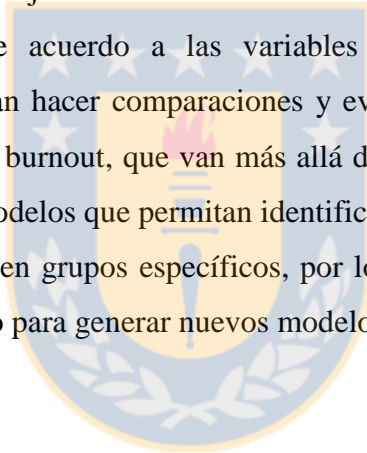 e acuerdo a las variables
an hacer comparaciones y ev
burnout, que van más allá d
odelos que permitan identific
en grupos específicos, por lo
o para generar nuevos modelo